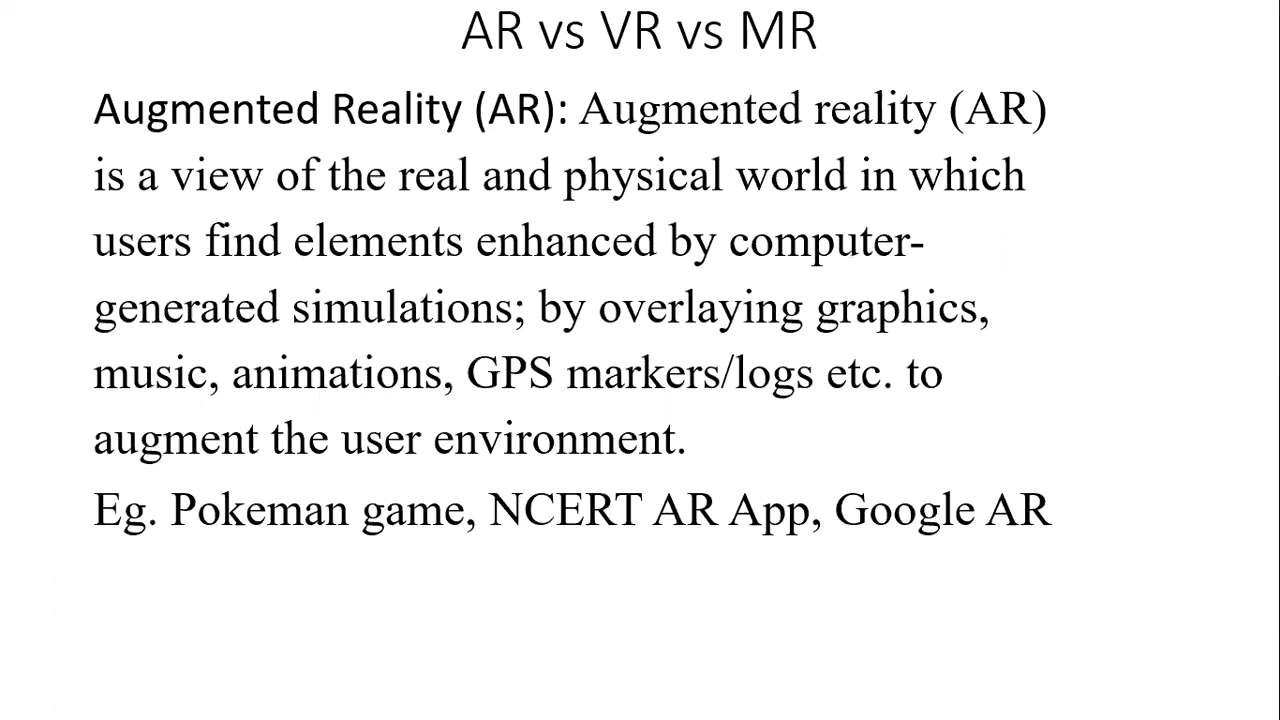 AR vs VR vs MR
Augmented Reality (AR): Augmented reality (AR)
is a view of the real and physical world in which
users find elements enhanced by computer-
generated simulations; by overlaying graphics,
music, animations, GPS markers/logs etc. to
augment the user environment.
Eg. Pokeman game, NCERT AR App, Google AR